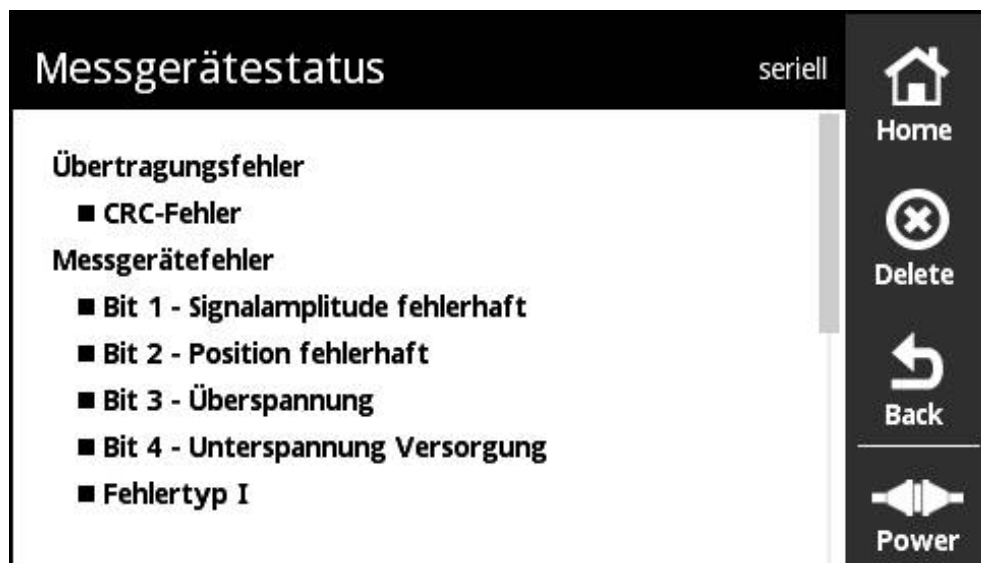 Messgerätestatus
seriell
Home
Übertragungsfehler
■ CRC-Fehler
Messgerätefehler
Delete
■ Bit 1 - Signalamplitude fehlerhaft
■ Bit 2 - Position fehlerhaft
■ Bit 3 - Überspannung
Back
■ Bit 4 - Unterspannung Versorgung
■ Fehlertyp I
Power